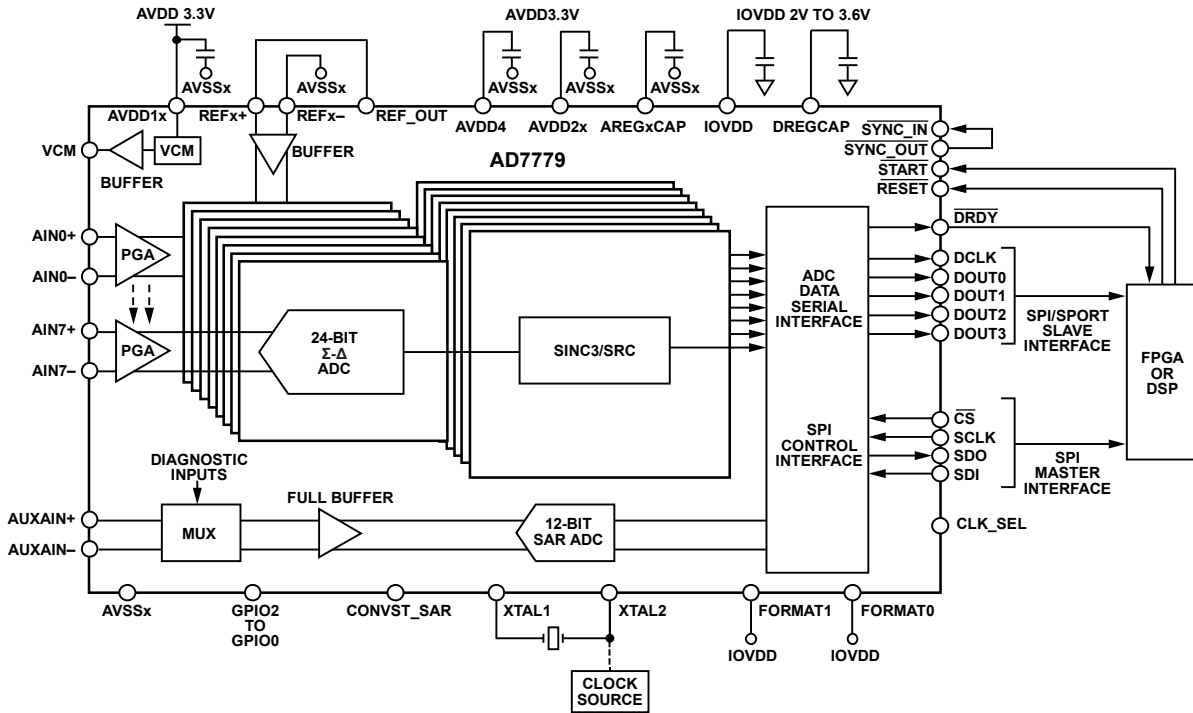 AVDD 3.3V
AVDD3.3V
IOVDD 2V TO 3.6V
AVSSx
AVSSx
AVSSx
AVSSx
AVSSx
AVDD1x
REFx+
REFx–
REF_OUT
AVDD4
AVDD2x
AREGxCAP
IOVDD
DREGCAP
VCM
VCM
BUFFER
BUFFER
AD7779
SYNC_IN
SYNC_OUT
START
RESET
AIN0+
PGA
AIN0–
AIN7+
PGA
AIN7–
24-BIT
Σ-Δ
ADC
SINC3/SRC
ADC
DATA
SERIAL
INTERFACE
DRDY
DCLK
DOUT0
DOUT1
DOUT2
DOUT3
SPI/SPORT
SLAVE
INTERFACE
FPGA
OR
DSP
SPI
CONTROL
INTERFACE
CS
SCLK
SDO
SDI
SPI
MASTER
INTERFACE
DIAGNOSTIC
INPUTS
FULL BUFFER
AUXAIN+
AUXAIN–
MUX
12-BIT
SAR ADC
CLK_SEL
AVSSx
GPIO2
TO
GPIO0
CONVST_SAR
XTAL1
XTAL2
FORMAT1
FORMAT0
IOVDD
IOVDD
CLOCK
SOURCE